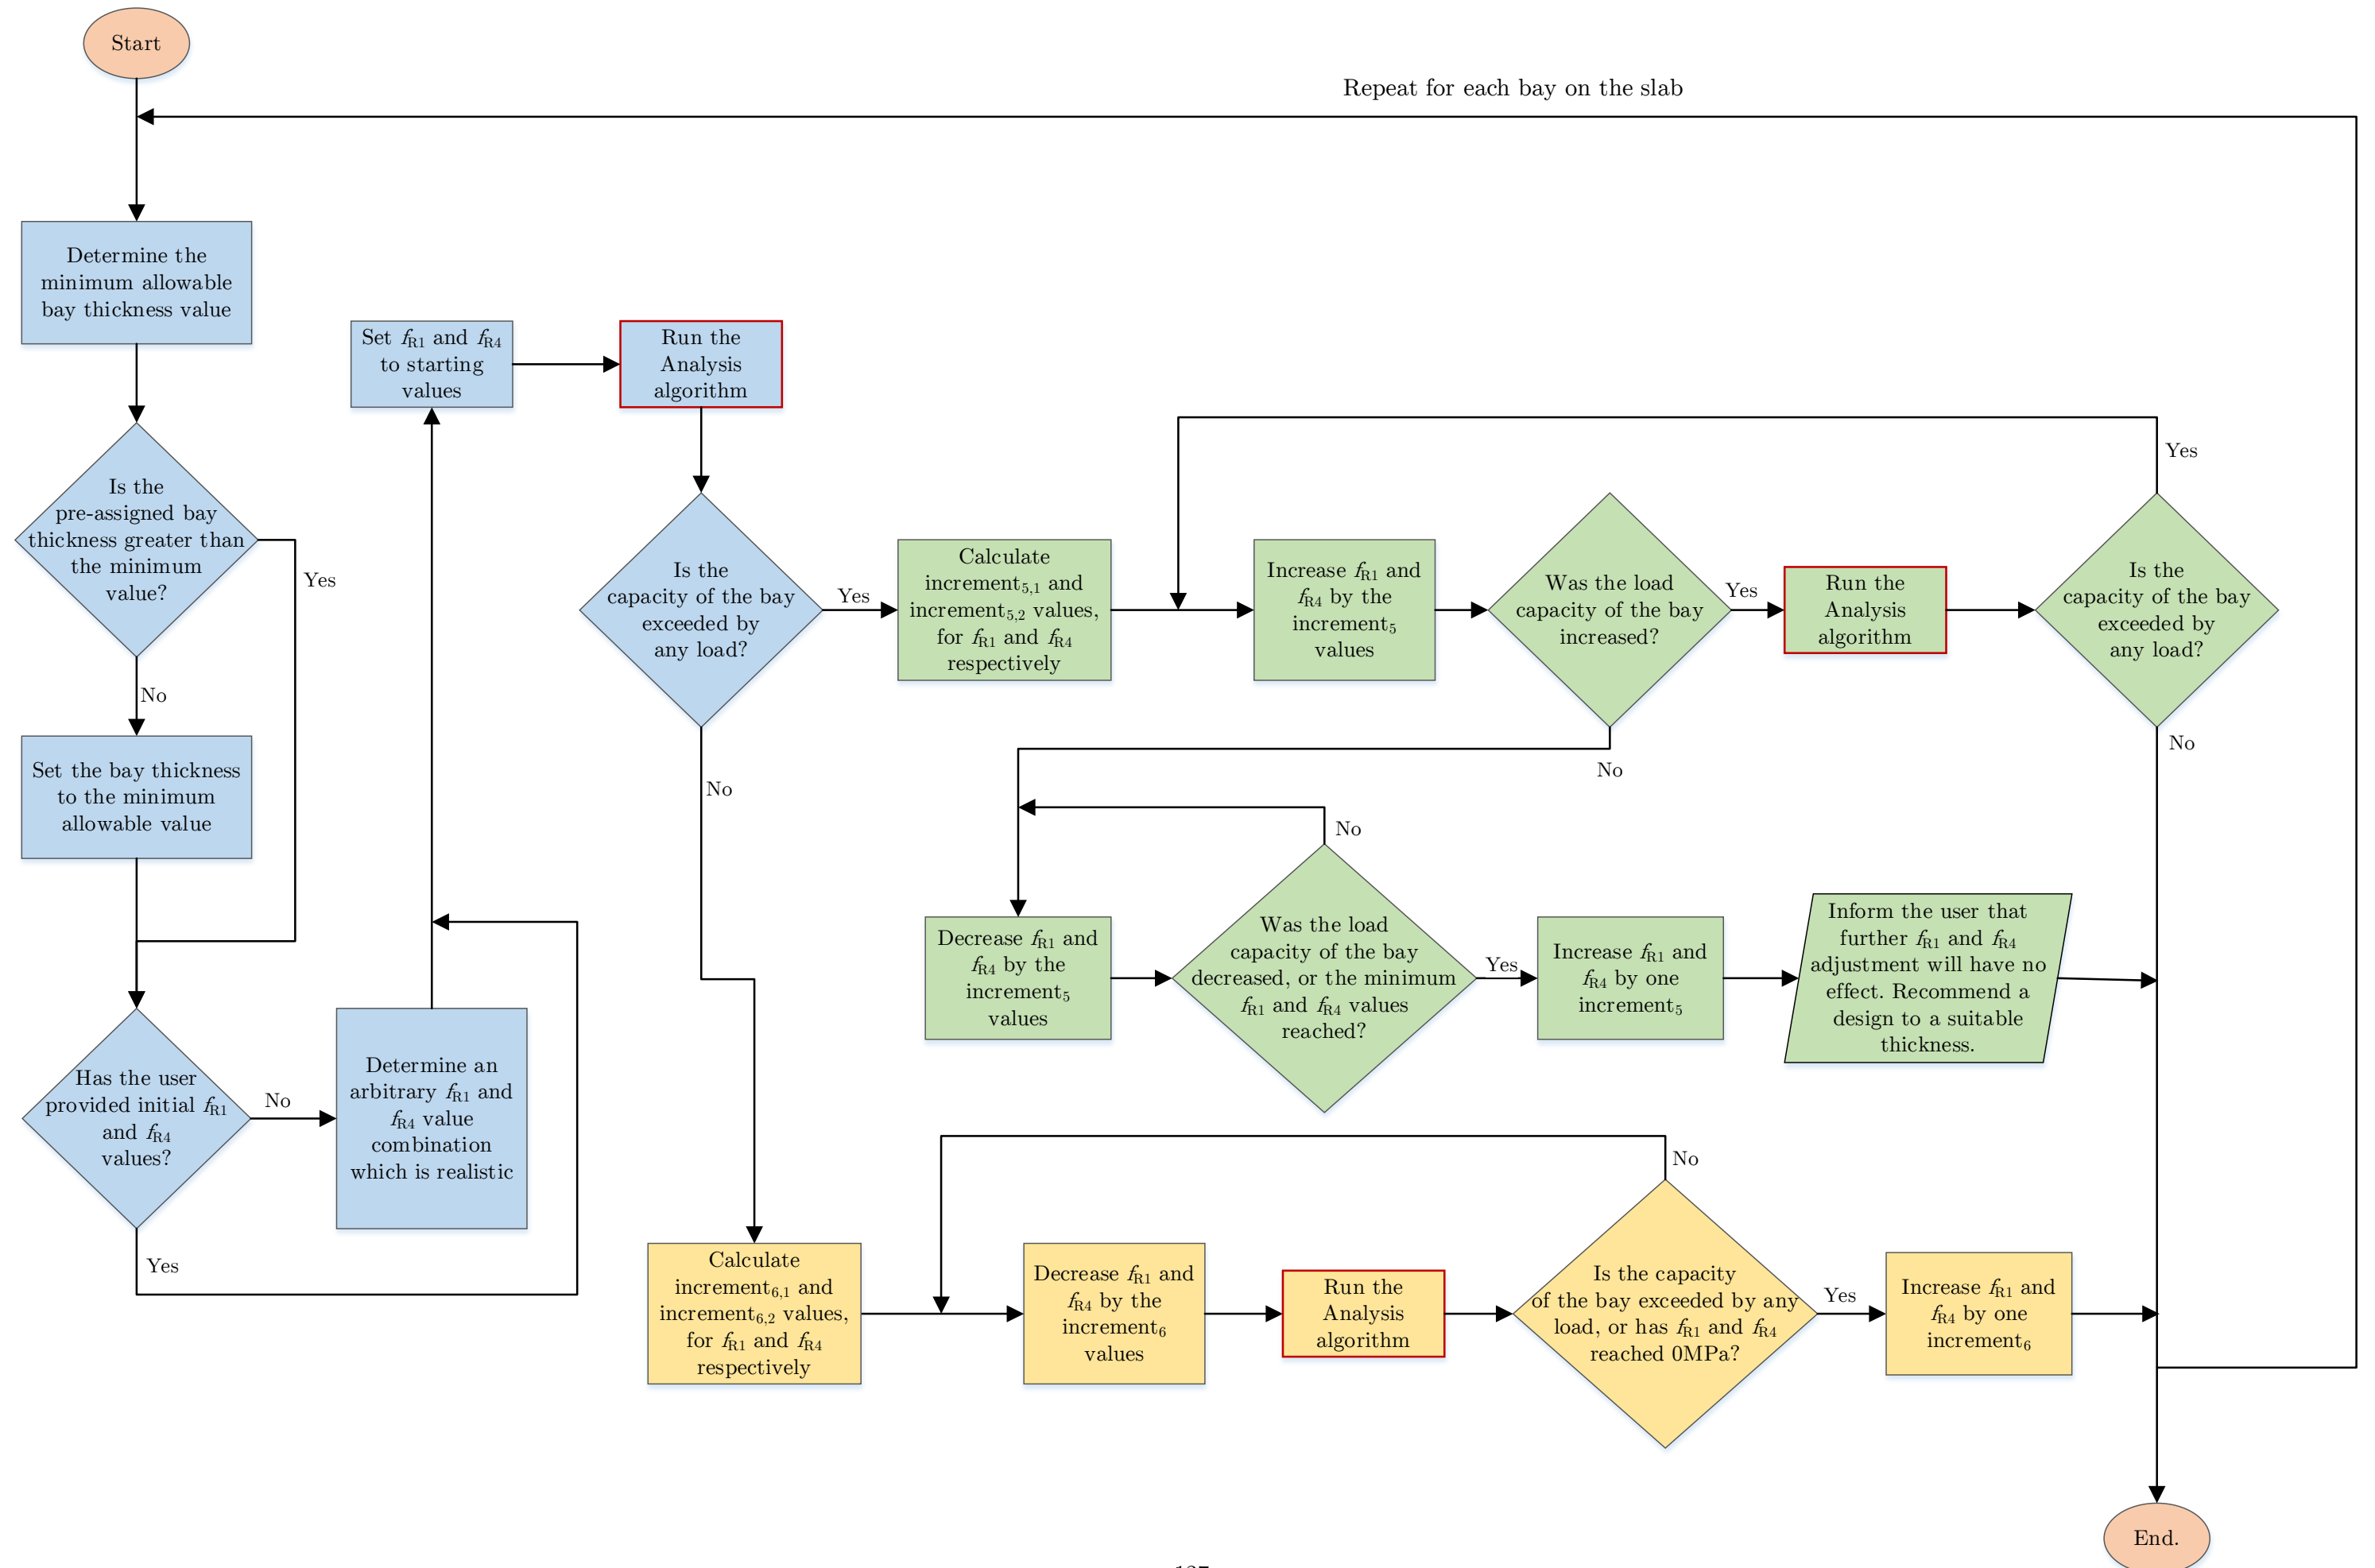 Start
Repeat for each bay on the slab
Determine the
minimum allowable
bay thickness value
Set fR1 and fR4
to starting
values
Run the
Analysis
algorithm
Is the
pre-assigned bay
thickness greater than
the minimum
value?
Yes
No
Set the bay thickness
to the minimum
allowable value
Has the user
provided initial fR1
and fR4
values?
No
Yes
Determine an
arbitrary fR1 and
fR4 value
combination
which is realistic
Is the
capacity of the bay
exceeded by
any load?
Yes
No
Calculate
increment5,1 and
increment5,2 values,
for fR1 and fR4
respectively
Increase fR1 and
fR4 by the
increment5
values
Was the load
capacity of the bay
increased?
Yes
No
Run the
Analysis
algorithm
Is the
capacity of the bay
exceeded by
any load?
Yes
No
Decrease fR1 and
fR4 by the
increment5
values
Was the load
capacity of the bay
decreased, or the minimum
fR1 and fR4 values
reached?
No
Yes
Increase fR1 and
fR4 by one
increment5
Inform the user that
further fR1 and fR4
adjustment will have no
effect. Recommend a
design to a suitable
thickness.
Calculate
increment6,1 and
increment6,2 values,
for fR1 and fR4
respectively
Decrease fR1 and
fR4 by the
increment6
values
Run the
Analysis
algorithm
Is the capacity
of the bay exceeded by any
load, or has fR1 and fR4
reached 0MPa?
No
Yes
Increase fR1 and
fR4 by one
increment6
End.